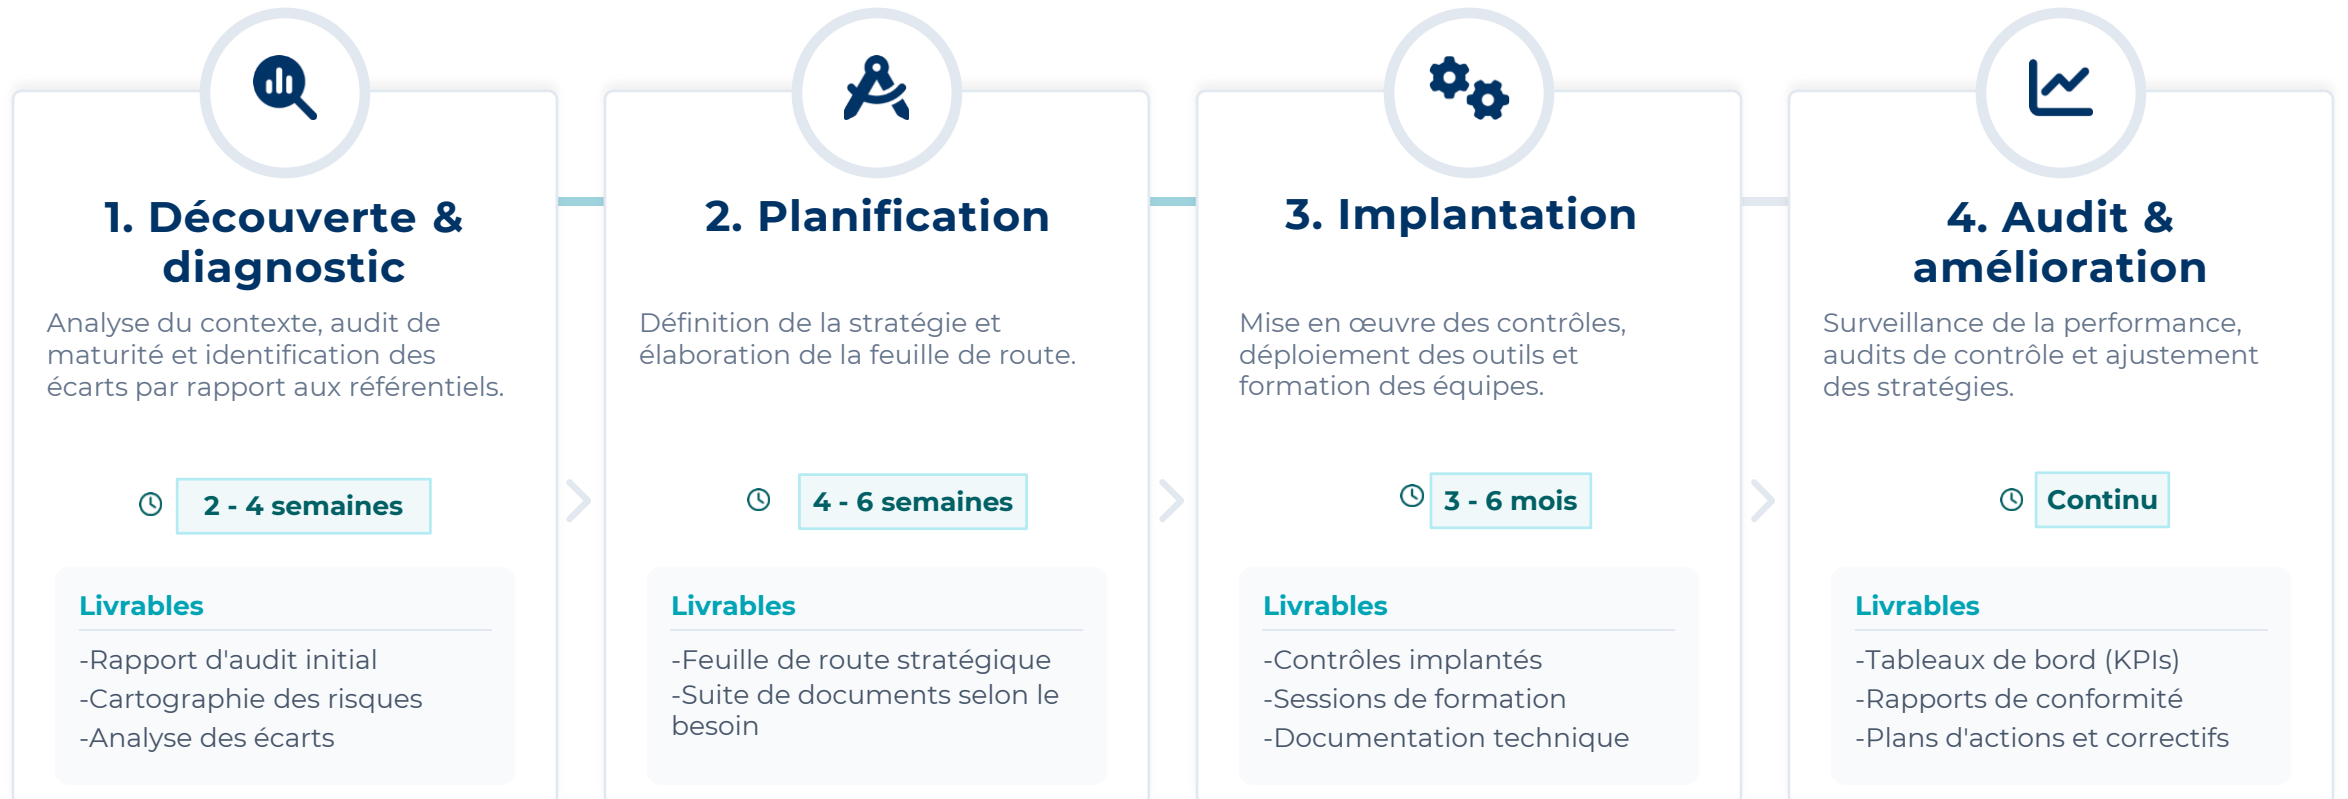 1. Découverte &
diagnostic
Analyse du contexte, audit de
maturité et identification des
écarts par rapport aux référentiels.
2 - 4 semaines
Livrables
-Rapport d'audit initial
-Cartographie des risques
-Analyse des écarts
2. Planification
Définition de la stratégie et
élaboration de la feuille de route.
4 - 6 semaines
Livrables
-Feuille de route stratégique
-Suite de documents selon le
besoin
3. Implantation
Mise en œuvre des contrôles,
déploiement des outils et
formation des équipes.
3 - 6 mois
Livrables
-Contrôles implantés
-Sessions de formation
-Documentation technique
4. Audit &
amélioration
Surveillance de la performance,
audits de contrôle et ajustement
des stratégies.
Continu
Livrables
-Tableaux de bord (KPIs)
-Rapports de conformité
-Plans d'actions et correctifs